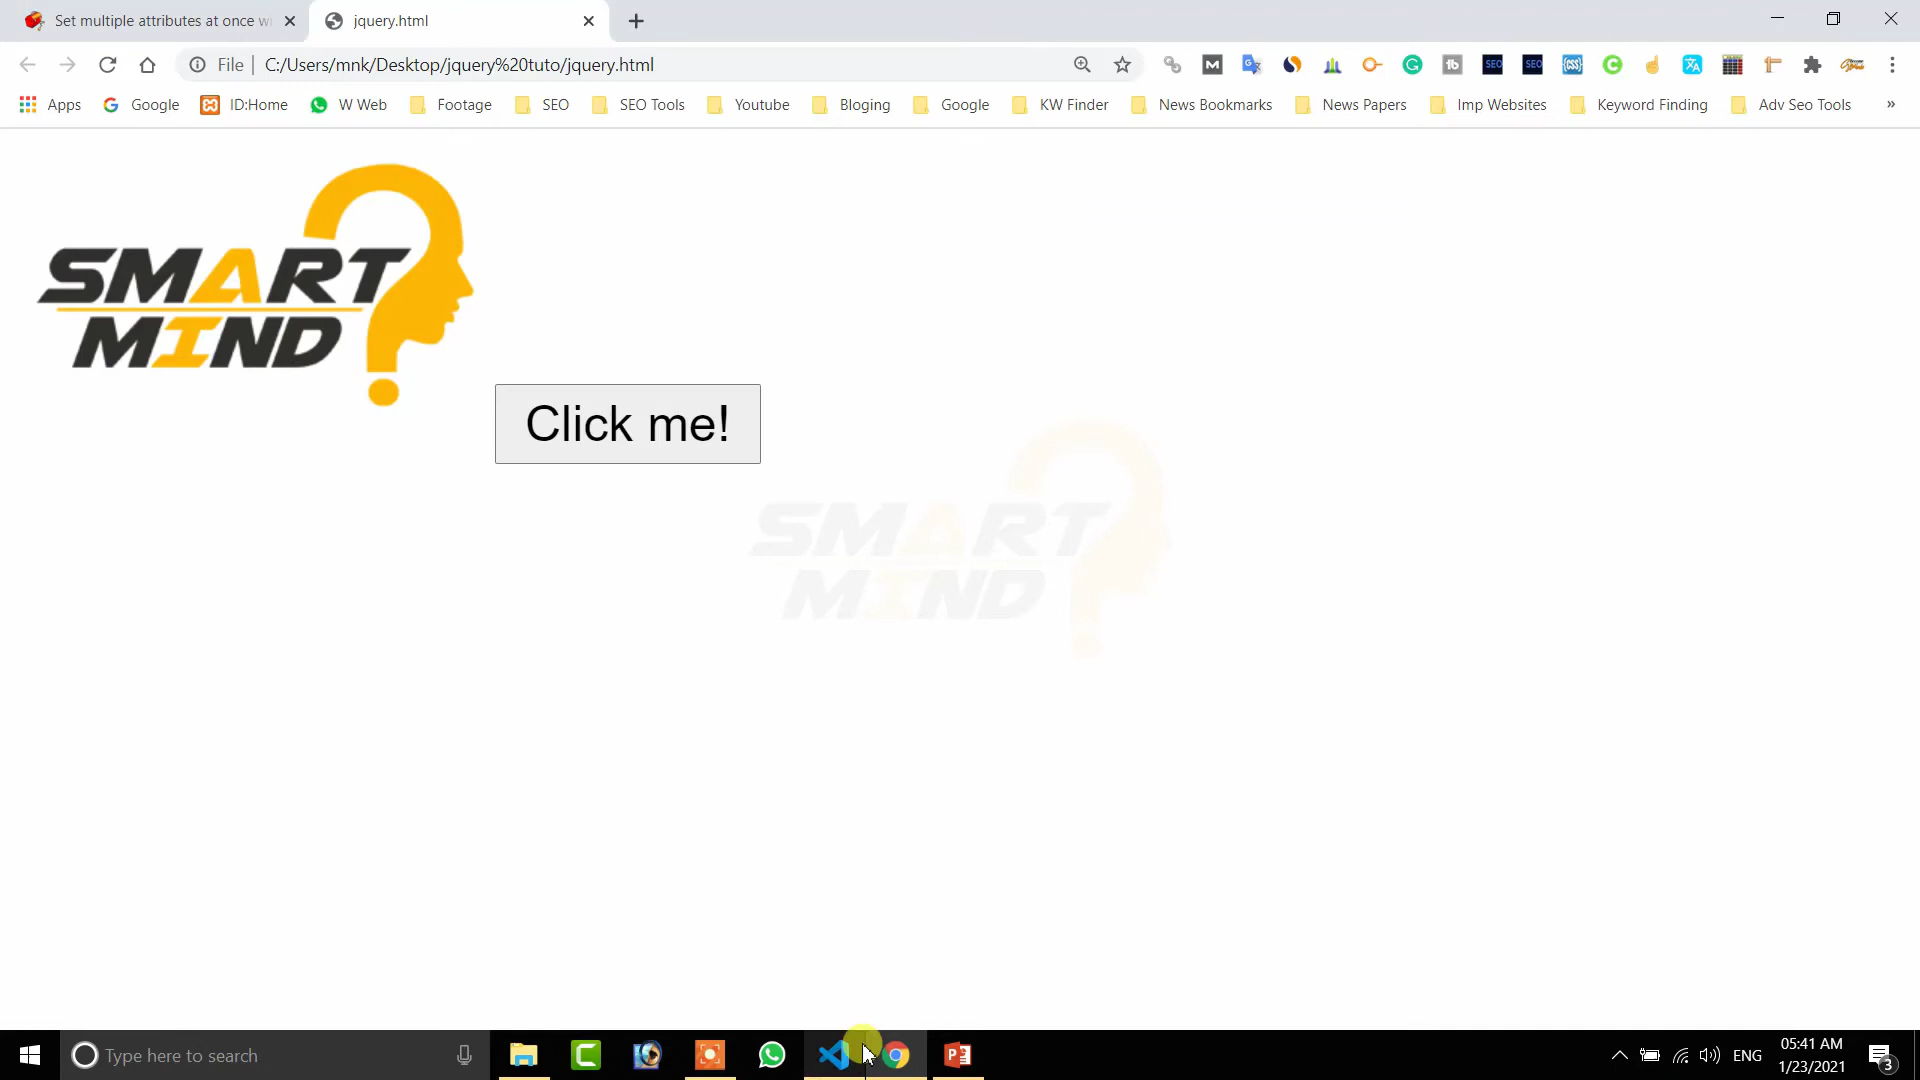 Set multiple attributes at once w
jquery.html
File
C:/Users/mnk/Desktop/jquery%20tuto/jquery.html
Apps
Google
ID:Home
W Web
Footage
SEO
SEO Tools
Youtube
Bloging
Google
KW Finder
News Bookmarks
News Papers
Imp Websites
Keyword Finding
Adv Seo Tools
»
SMART
MIND
Click me!
SMART
MIND
Type here to search
ENG
05:41 AM
1/23/2021
3